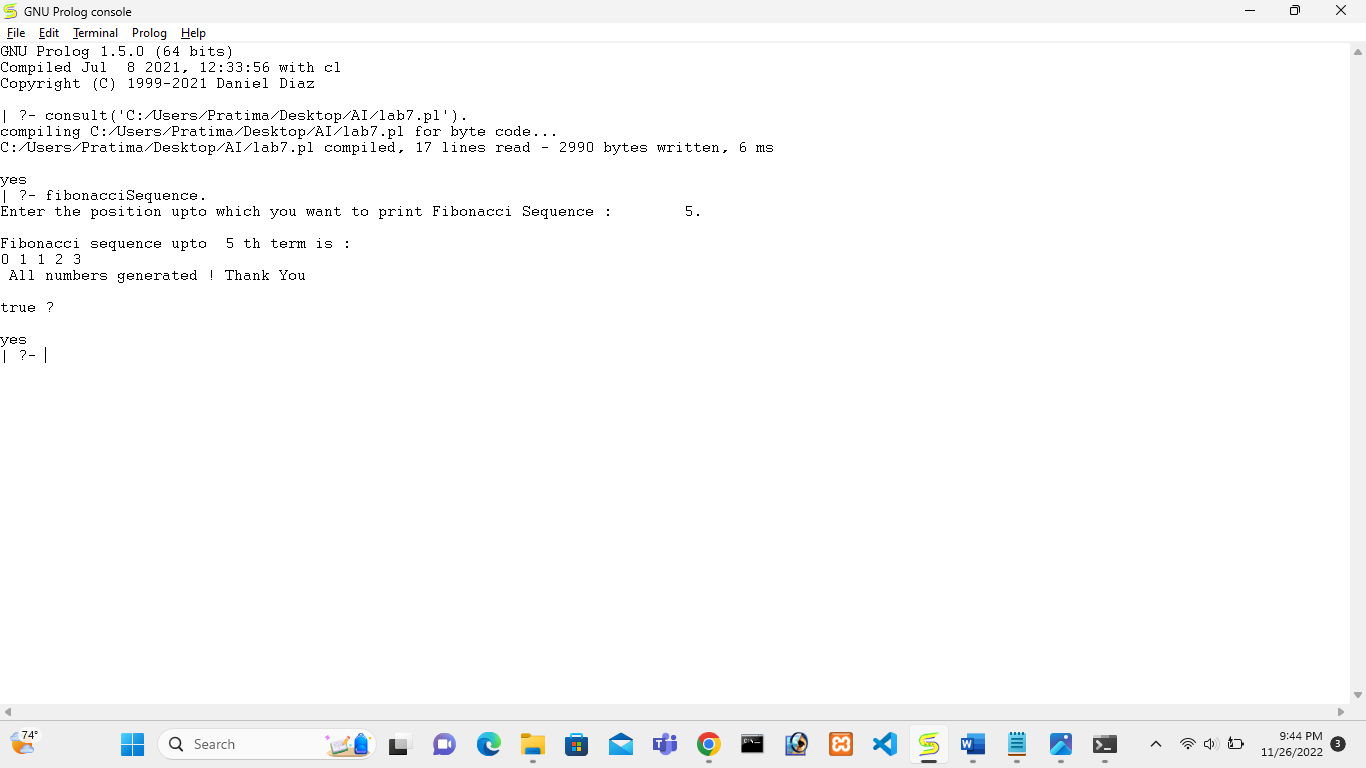 GNU Prolog console
File Edit Terminal Prolog Help
GNU Prolog 1.5.0 (64 bits)
Compiled Jul  8 2021, 12:33:56 with cl
Copyright (C) 1999-2021 Daniel Diaz
| ?- consult('C:/Users/Pratima/Desktop/AI/lab7.pl').
compiling C:/Users/Pratima/Desktop/AI/lab7.pl for byte code...
C:/Users/Pratima/Desktop/AI/lab7.pl compiled, 17 lines read - 2990 bytes written, 6 ms
yes
| ?- fibonacciSequence.
Enter the position upto which you want to print Fibonacci Sequence :        5.
Fibonacci sequence upto  5 th term is :
0 1 1 2 3
 All numbers generated ! Thank You
true ?
yes
| ?-
74°
Search
9:44 PM
11/26/2022
3